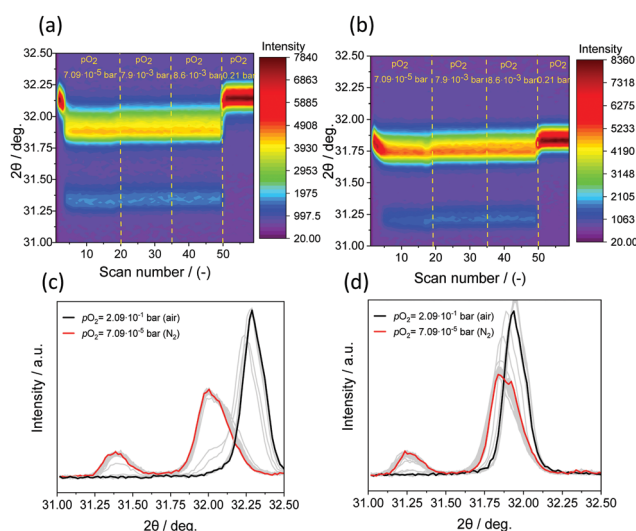 (a)
(b)
32.50
32.25
32.00
31.75
31.50
31.25
31.00
2θ / deg.
pO2 pO2 pO2 pO2
7.09·10-5 bar 7.9·10-3 bar 8.6·10-3 bar 0.21 bar
10 20 30 40 50
Scan number / (-)
Intensity
7840
6863
5885
4908
3930
2953
1975
997.5
20.00
32.50
32.25
32.00
31.75
31.50
31.25
31.00
2θ / deg.
pO2 pO2 pO2 pO2
7.09·10-5 bar 7.9·10-3 bar 8.6·10-3 bar 0.21 bar
10 20 30 40 50
Scan number / (-)
Intensity
8360
7318
6275
5233
4190
3148
2105
1063
20.00
(c)
(d)
pO2= 2.09·10-1 bar (air)
pO2= 7.09·10-5 bar (N2)
Intensity / a.u.
31.00 31.25 31.50 31.75 32.00 32.25 32.50
2θ / deg.
pO2= 2.09·10-1 bar (air)
pO2= 7.09·10-5 bar (N2)
Intensity / a.u.
31.00 31.25 31.50 31.75 32.00 32.25 32.50
2θ / deg.